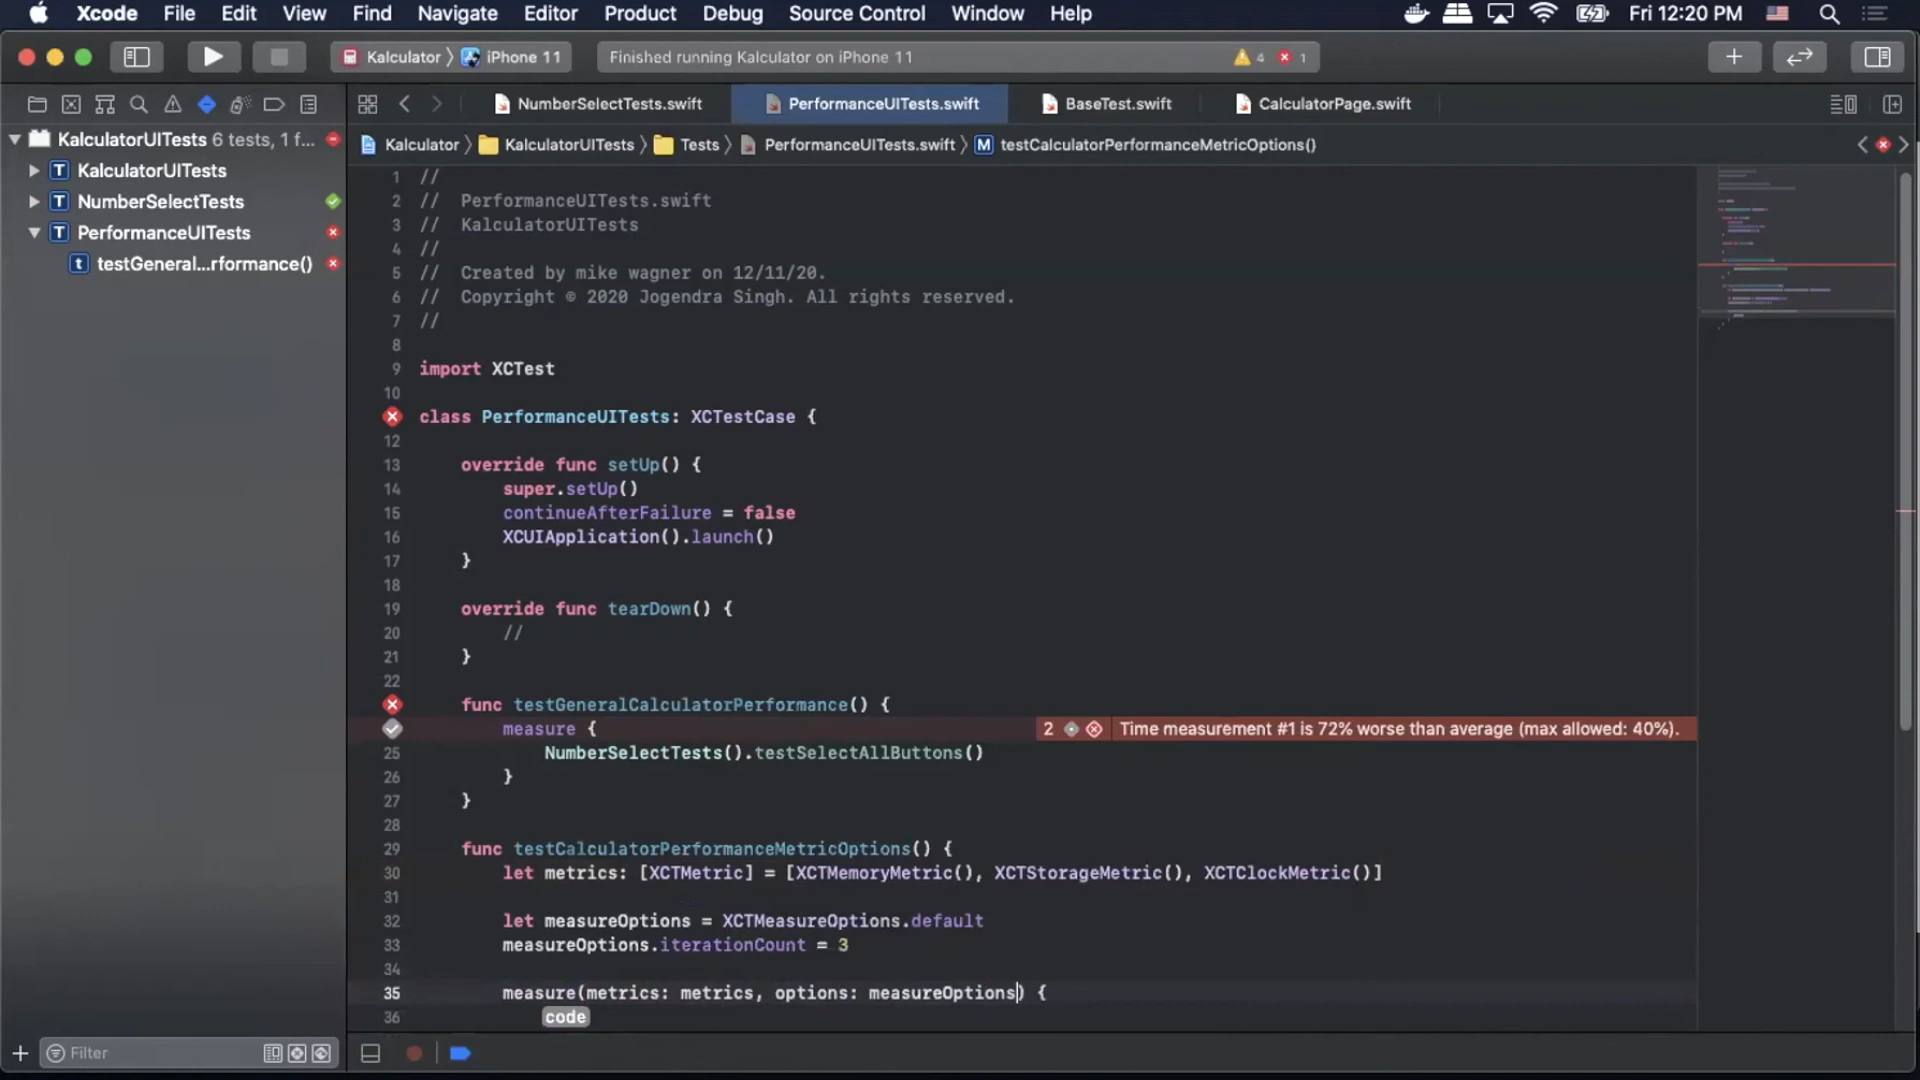 Xcode File Edit View Find Navigate Editor Product Debug Source Control Window Help Fri 12:20 PM
Kalculator iPhone 11 Finished running Kalculator on iPhone 11 4 1
NumberSelectTests.swift PerformanceUITests.swift BaseTest.swift CalculatorPage.swift
KalculatorUITests 6 tests, 1 f...
Kalculator KalculatorUITests Tests PerformanceUITests.swift M testCalculatorPerformanceMetricOptions()
T KalculatorUITests
T NumberSelectTests
T PerformanceUITests
t testGeneral...rformance()
1 //
2 // PerformanceUITests.swift
3 // KalculatorUITests
4 //
5 // Created by mike wagner on 12/11/20.
6 // Copyright © 2020 Jogendra Singh. All rights reserved.
7 //
8
9 import XCTest
10
class PerformanceUITests: XCTestCase {
12
13 override func setUp() {
14 super.setUp()
15 continueAfterFailure = false
16 XCUIApplication().launch()
17 }
18
19 override func tearDown() {
20 //
21 }
22
func testGeneralCalculatorPerformance() {
measure { 2 Time measurement #1 is 72% worse than average (max allowed: 40%).
25 NumberSelectTests().testSelectAllButtons()
26 }
27 }
28
29 func testCalculatorPerformanceMetricOptions() {
30 let metrics: [XCTMetric] = [XCTMemoryMetric(), XCTStorageMetric(), XCTClockMetric()]
31
32 let measureOptions = XCTMeasureOptions.default
33 measureOptions.iterationCount = 3
34
35 measure(metrics: metrics, options: measureOptions) {
36 code
Filter